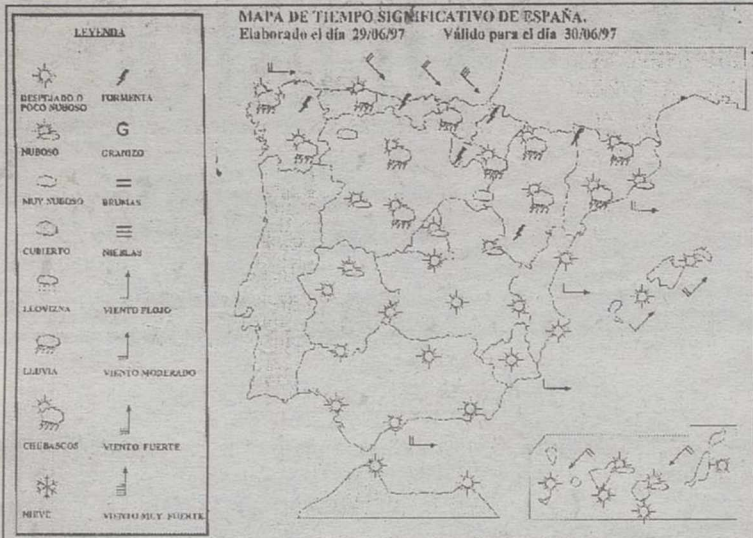 MAPA DE TIEMPO SIGNIFICATIVO DE ESPAÑA.
Elaborado el día 29/06/97 Válido para el día 30/06/97
LEYENDA
DESPEJADO O POCO NUBOSO
TORMENTA
NUBOSO
G
GRANIZO
MUY NUBOSO
BRUMAS
CUBIERTO
NIEBLAS
LLOVIZNA
VIENTO FLOJO
LLUVIA
VIENTO MODERADO
CHUBASCOS
VIENTO FUERTE
NIEVE
VIENTO MUY FUERTE